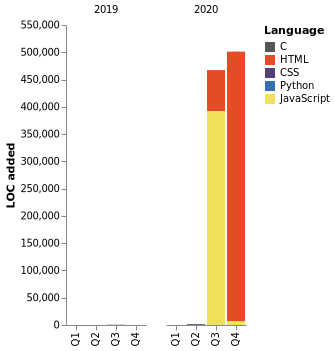 2019
2020
550,000
500,000
450,000
400,000
350,000
300,000
250,000
200,000
150,000
100,000
50,000
0
LOC added
Q1
Q2
Q3
Q4
Q1
Q2
Q3
Q4
Language
C
HTML
CSS
Python
JavaScript